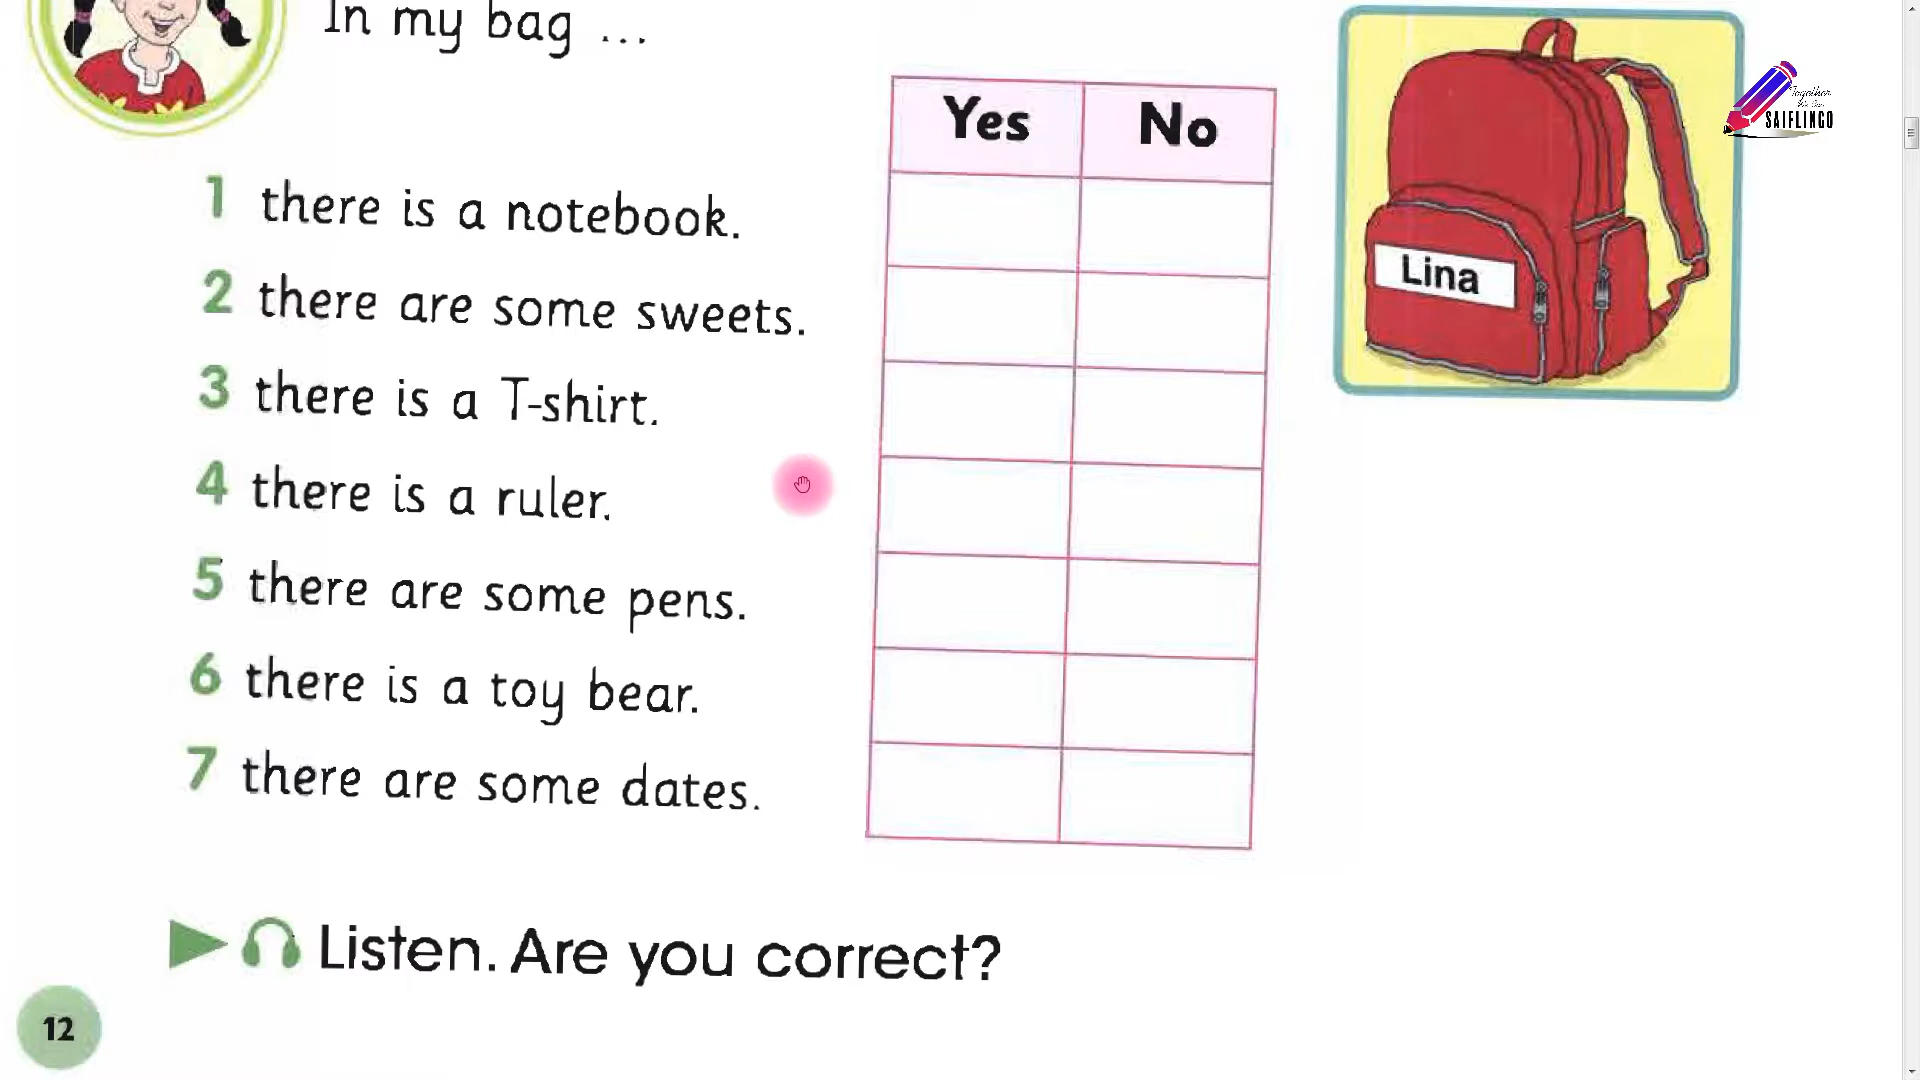 In my bag ...
Yes No
1 there is a notebook.
2 there are some sweets.
3 there is a T-shirt.
4 there is a ruler.
5 there are some pens.
6 there is a toy bear.
7 there are some dates.
Lina
Together
SAIFLINGO
Listen. Are you correct?
12